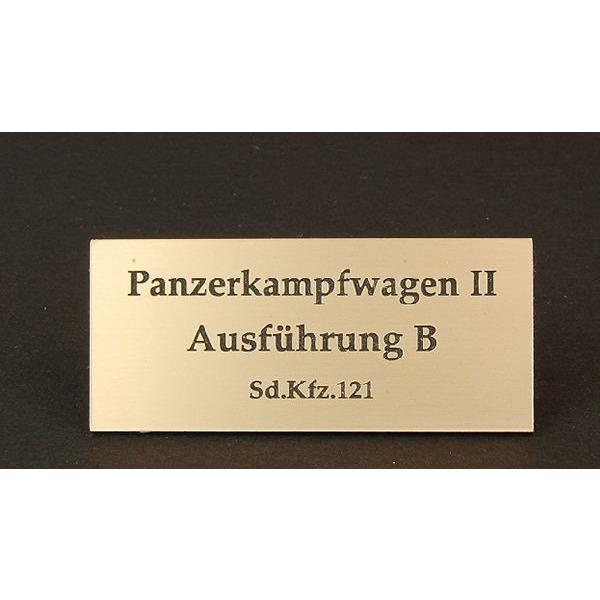 Panzerkampfwagen II
Ausführung B
Sd.Kfz.121